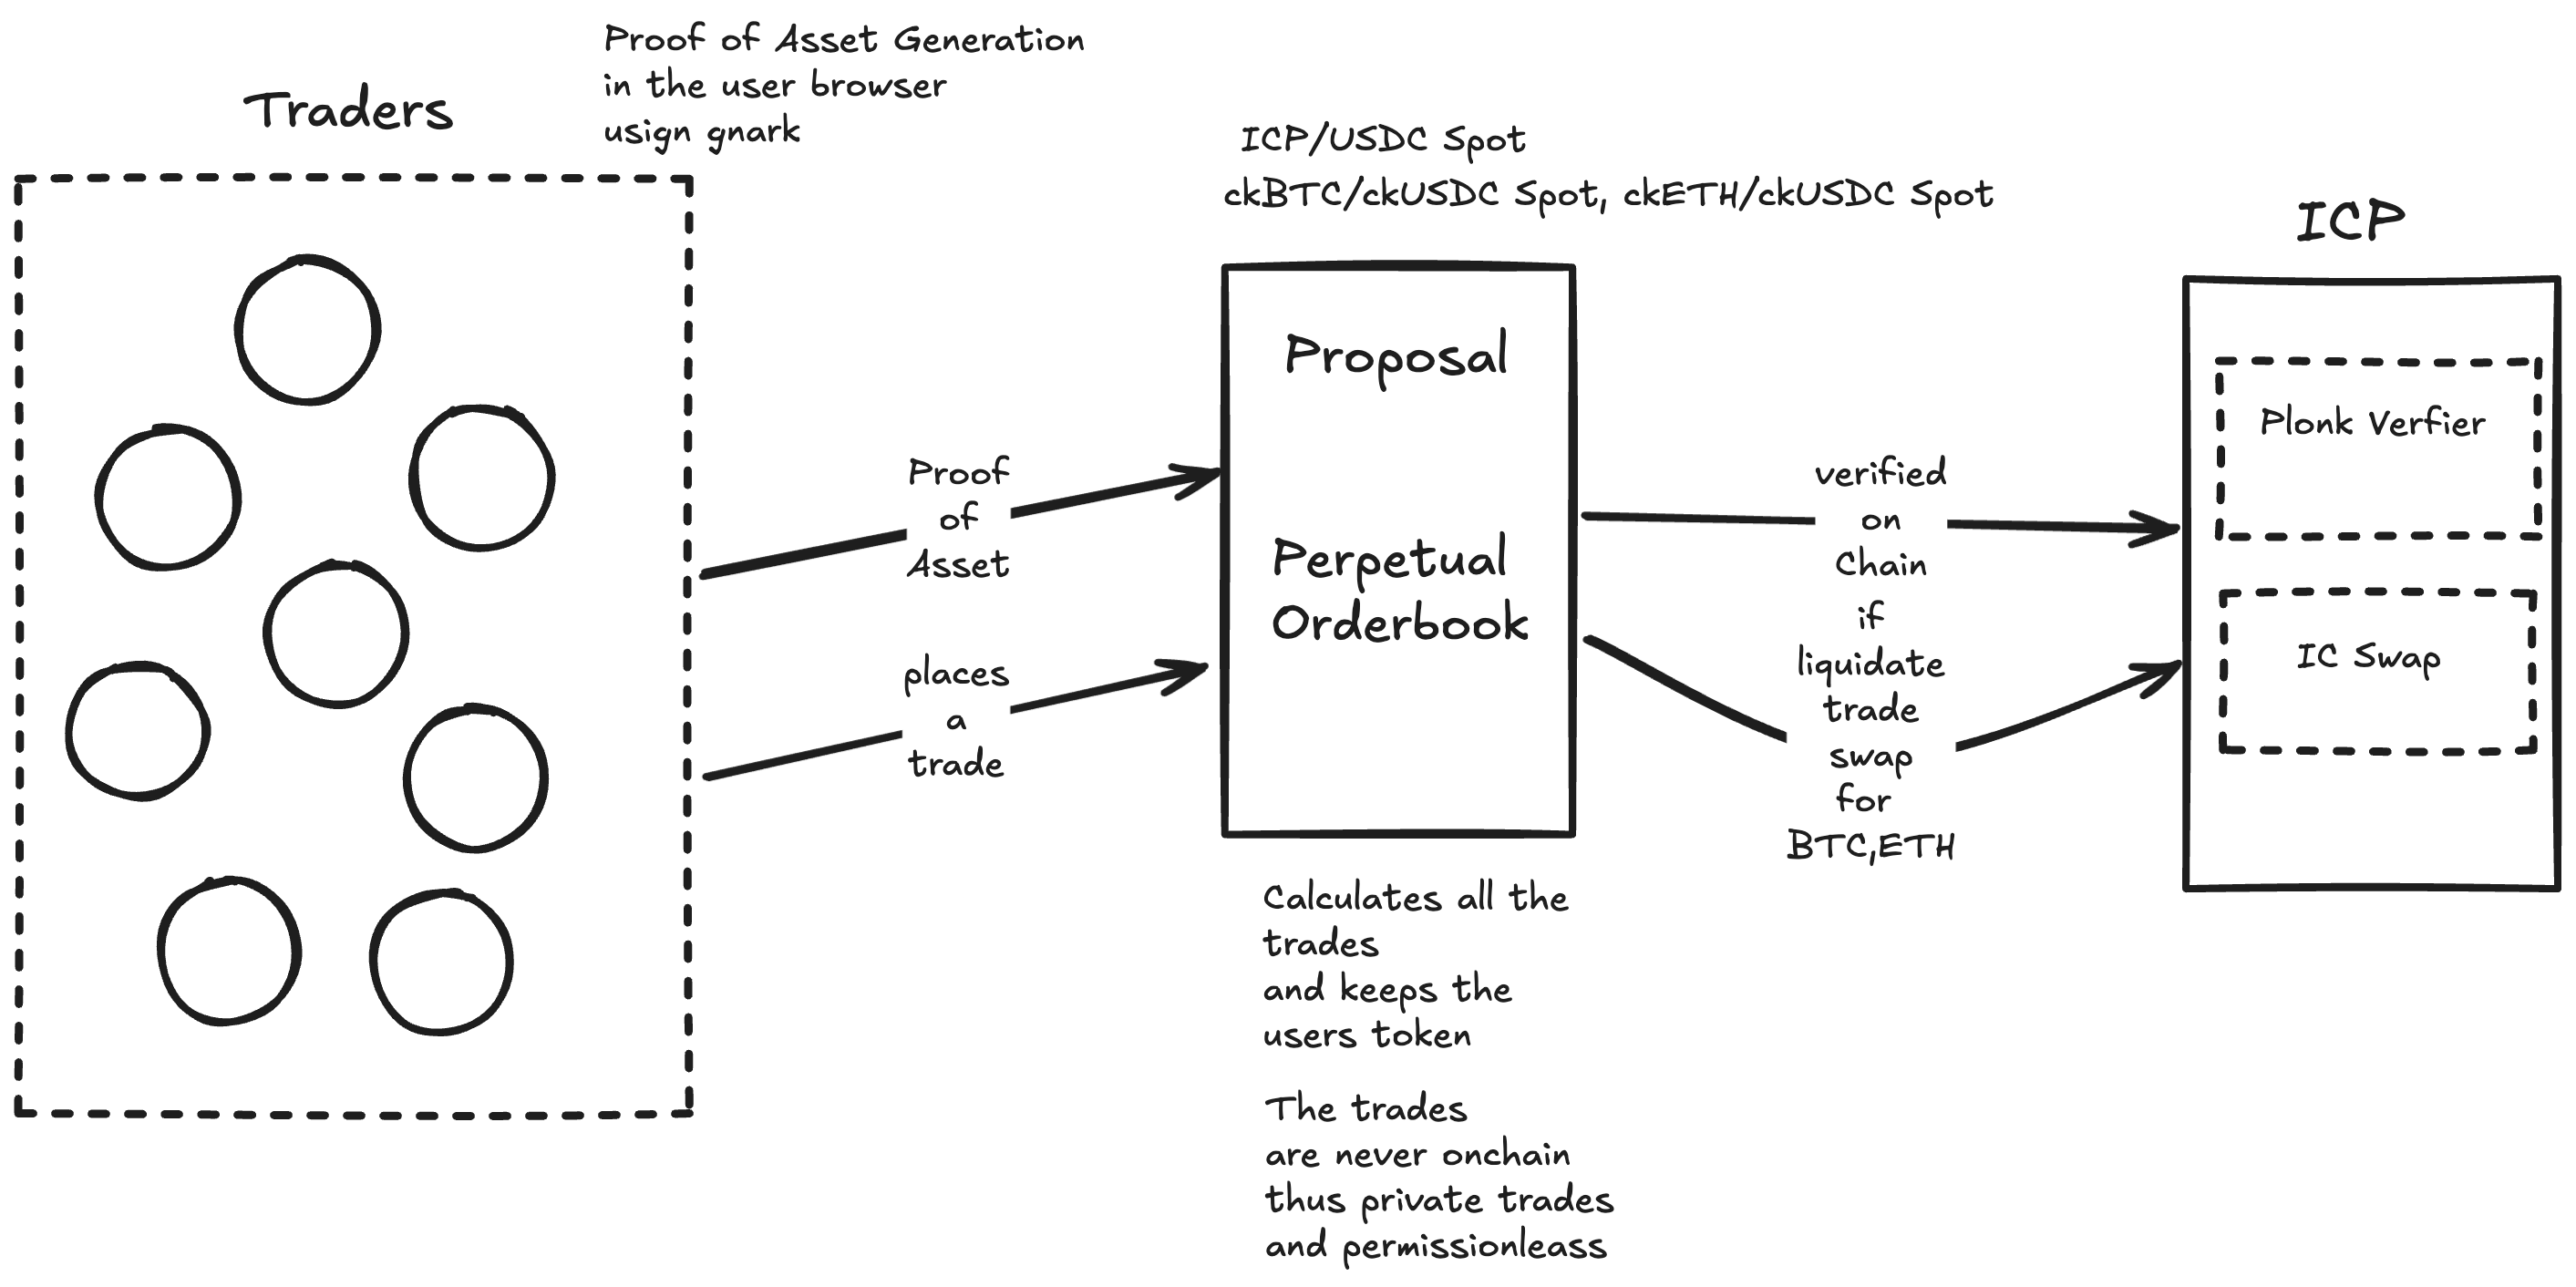 Proof of Asset Generation
in the user browser
usign gnark
Traders
ICP/USDC Spot
ckBTC/ckUSDC Spot, ckETH/ckUSDC Spot
ICP
Proposal
Perpetual
Orderbook
Proof
of
Asset
places
a
trade
verified
on
Chain
if
liquidate
trade
swap
for
BTC,ETH
Plonk Verfier
IC Swap
Calculates all the
trades
and keeps the
users token
The trades
are never onchain
thus private trades
and permissionleass